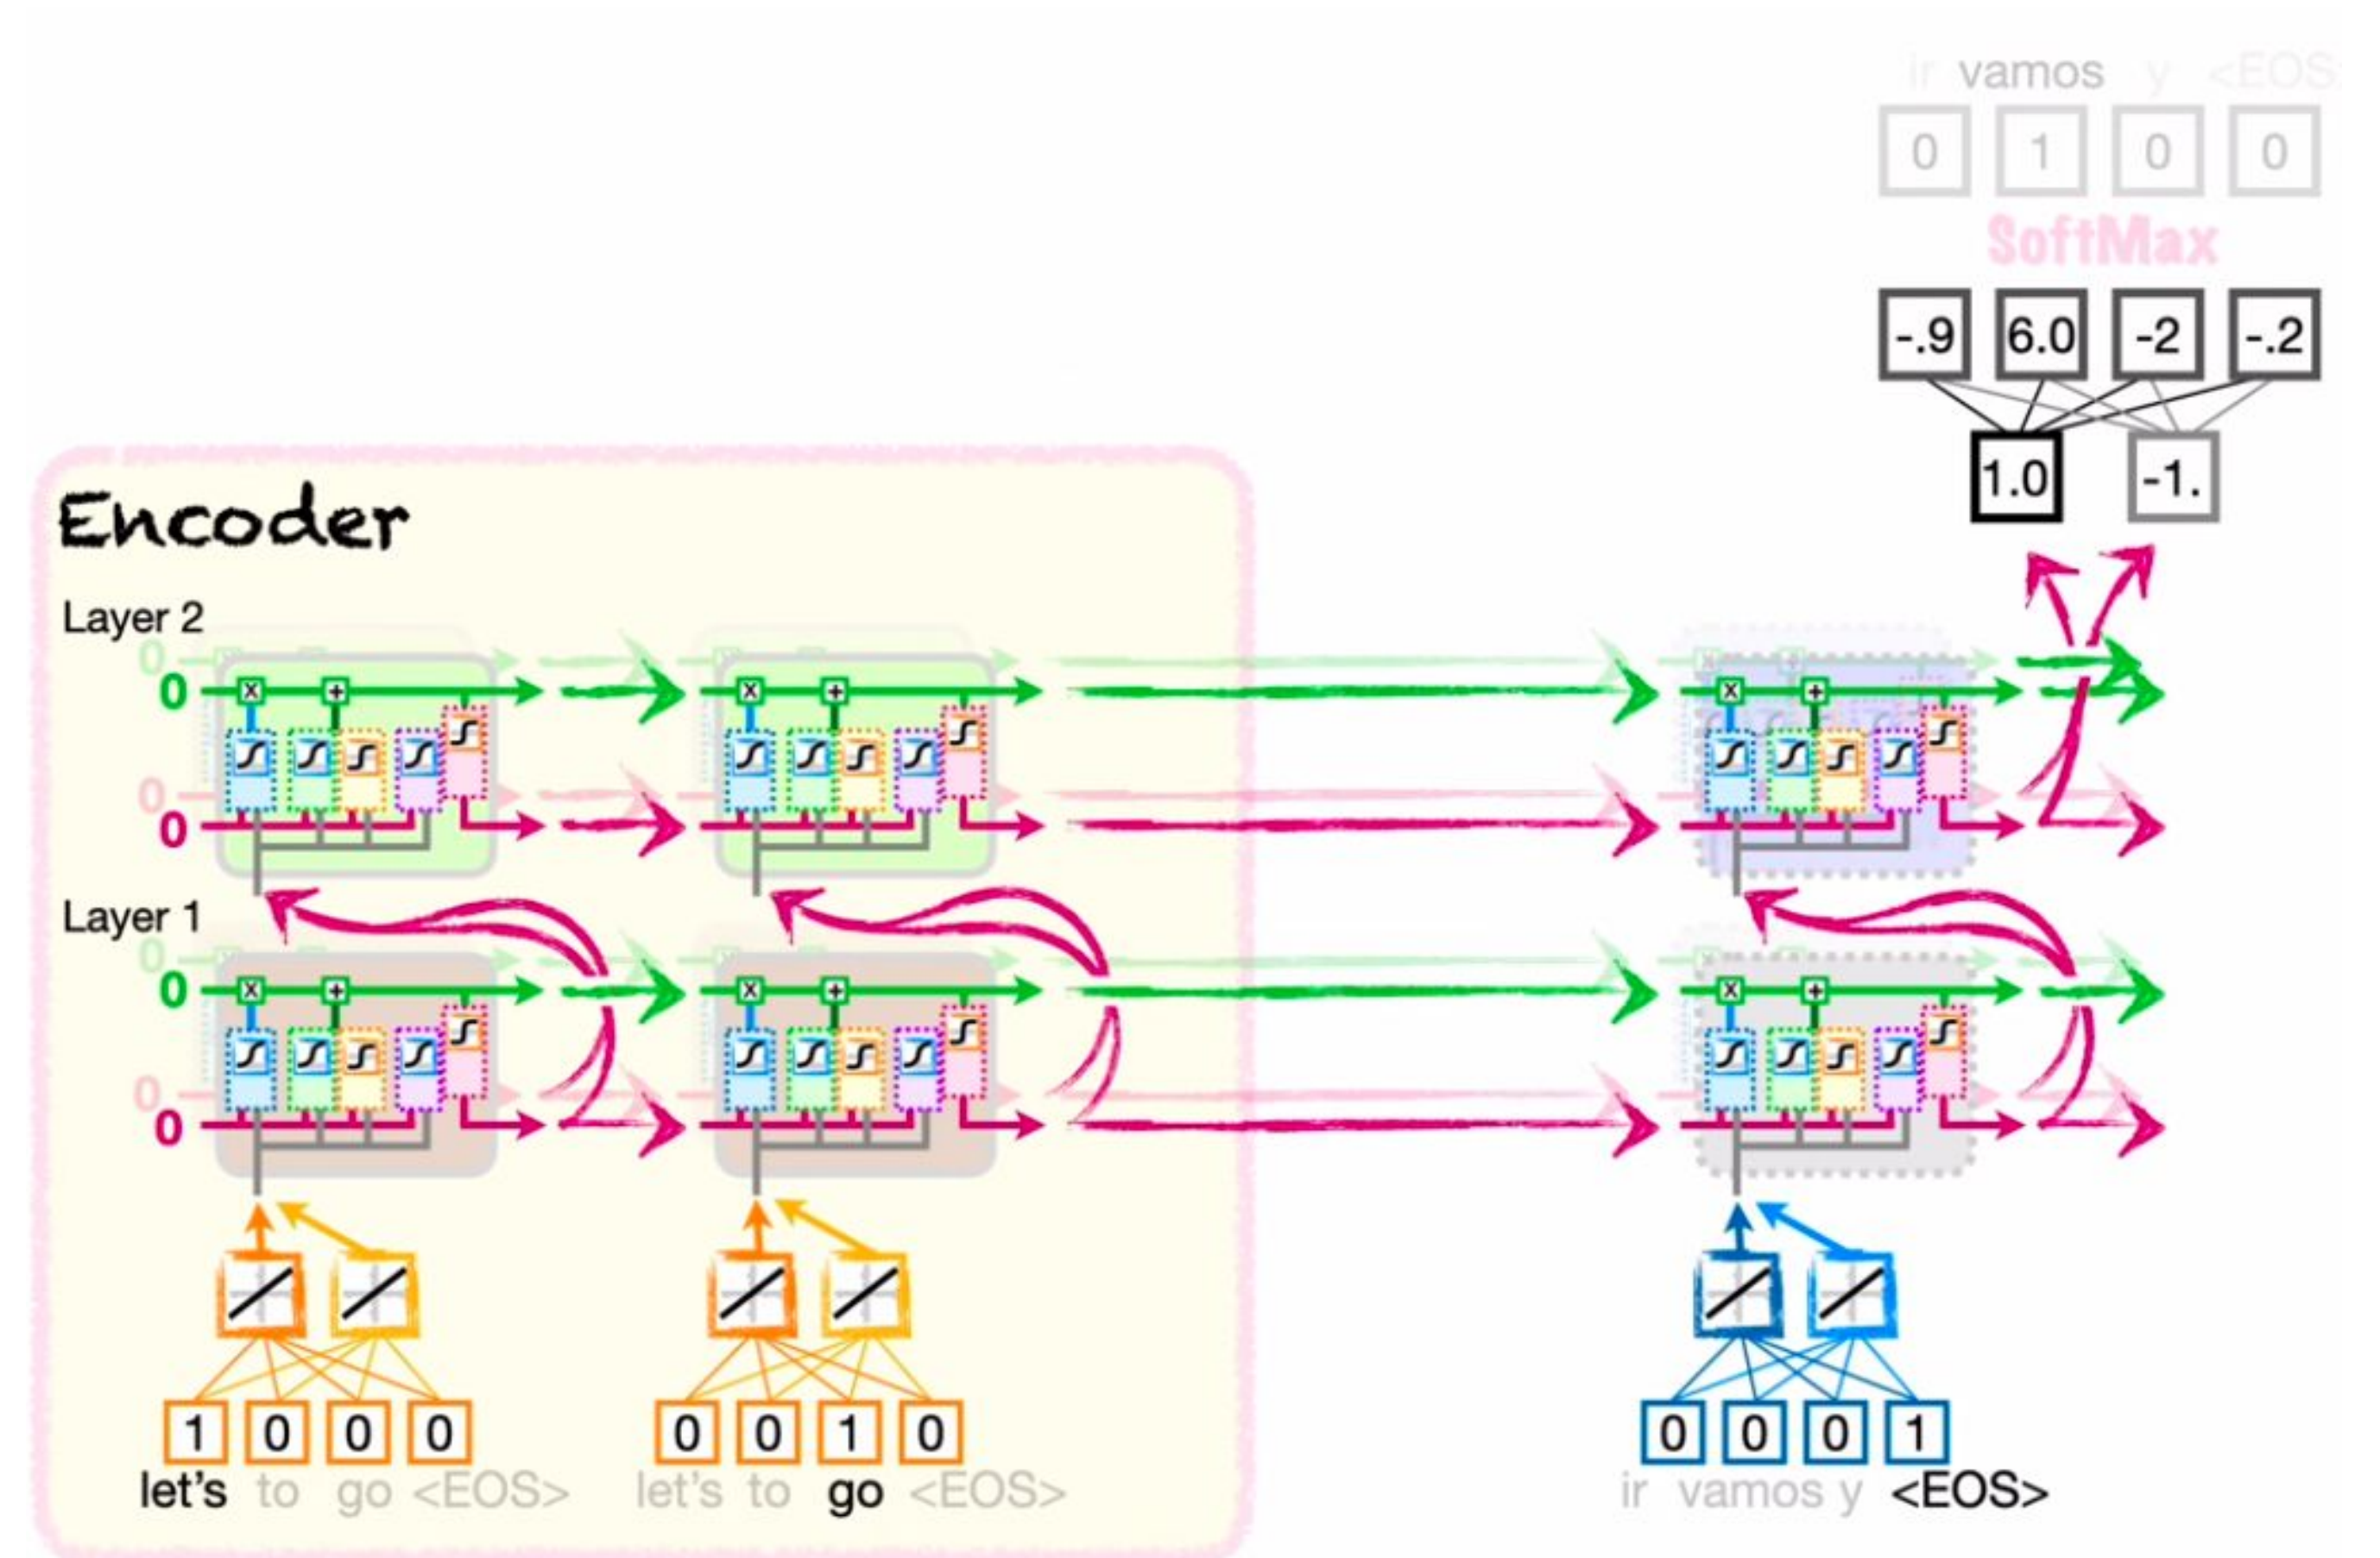 ir vamos y <EOS>
0 1 0 0
SoftMax
-.9 6.0 -2 -.2
1.0 -1.
Encoder
Layer 2
0
x + x + x +
0
0
0
Layer 1
0
x + x + x +
0
0
0
1 0 0 0 0 0 1 0 0 0 0 1
let's to go <EOS> let's to go <EOS> ir vamos y <EOS>